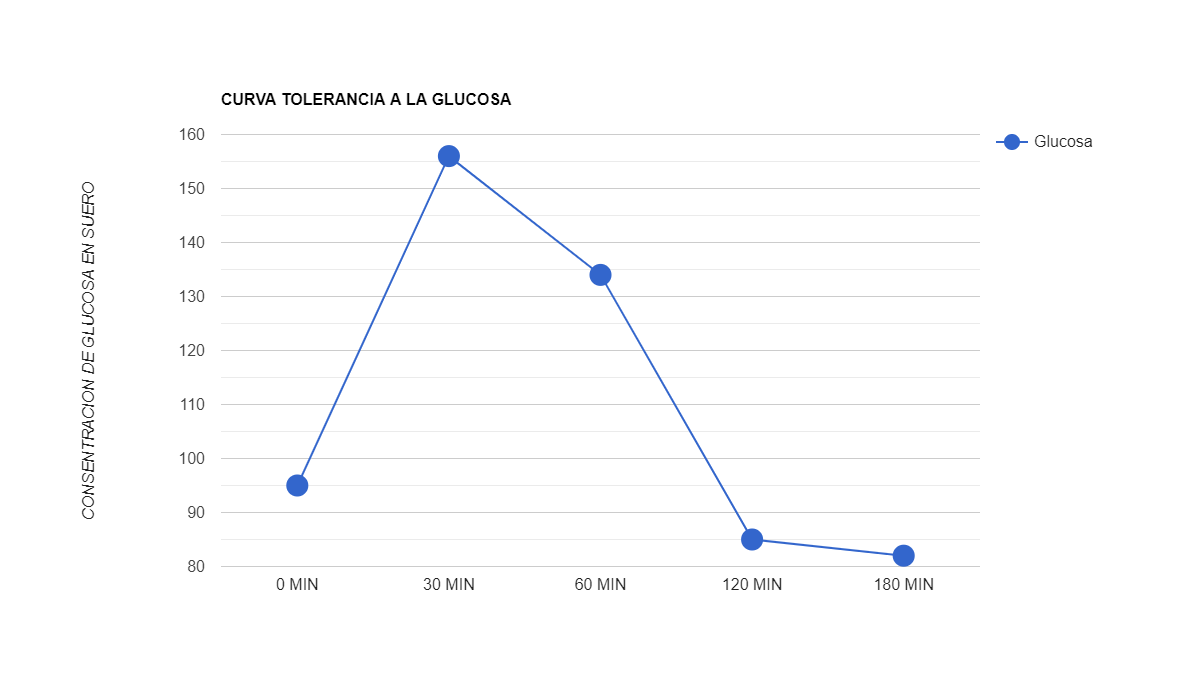 CURVA TOLERANCIA A LA GLUCOSA
Glucosa
CONSENTRACION DE GLUCOSA EN SUERO
160
150
140
130
120
110
100
90
80
0 MIN
30 MIN
60 MIN
120 MIN
180 MIN